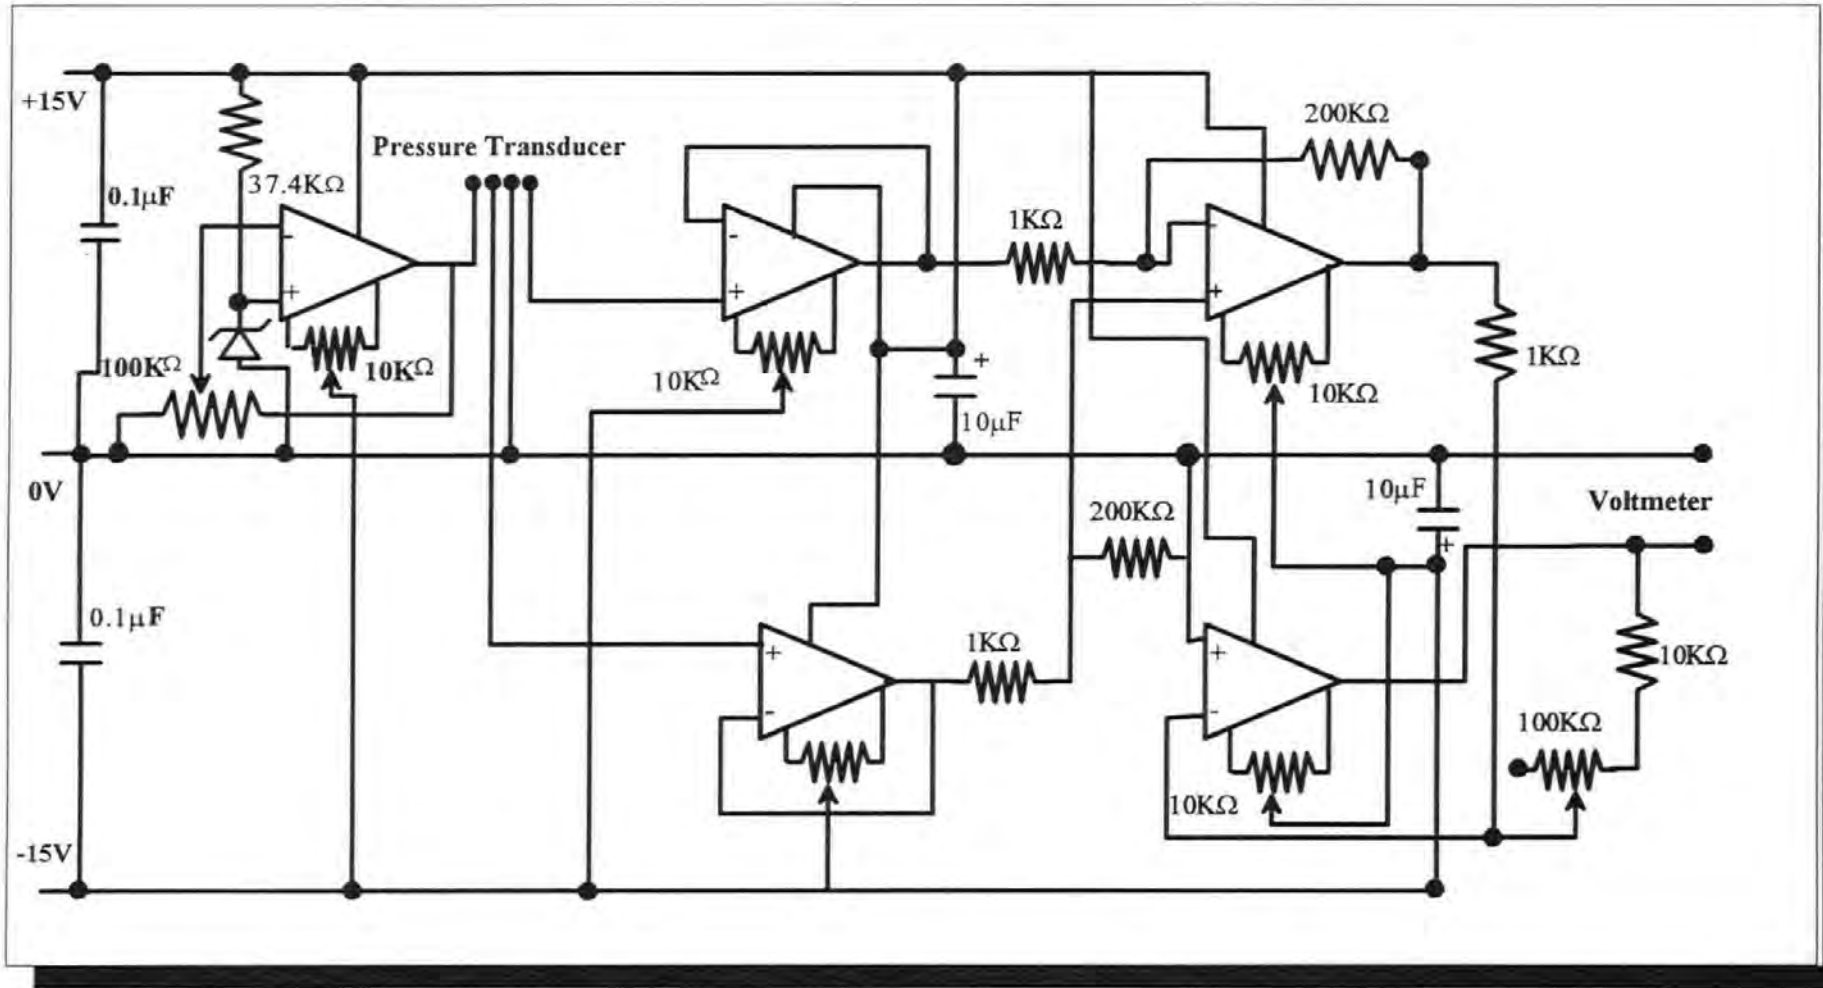 +15V
200KΩ
Pressure Transducer
37.4KΩ
0.1μF
-
+
-
+
1KΩ
-
+
100KΩ
10KΩ
10KΩ
+
10KΩ
1KΩ
10μF
0V
10μF
+
Voltmeter
200KΩ
0.1μF
+
-
1KΩ
+
-
10KΩ
100KΩ
10KΩ
-15V